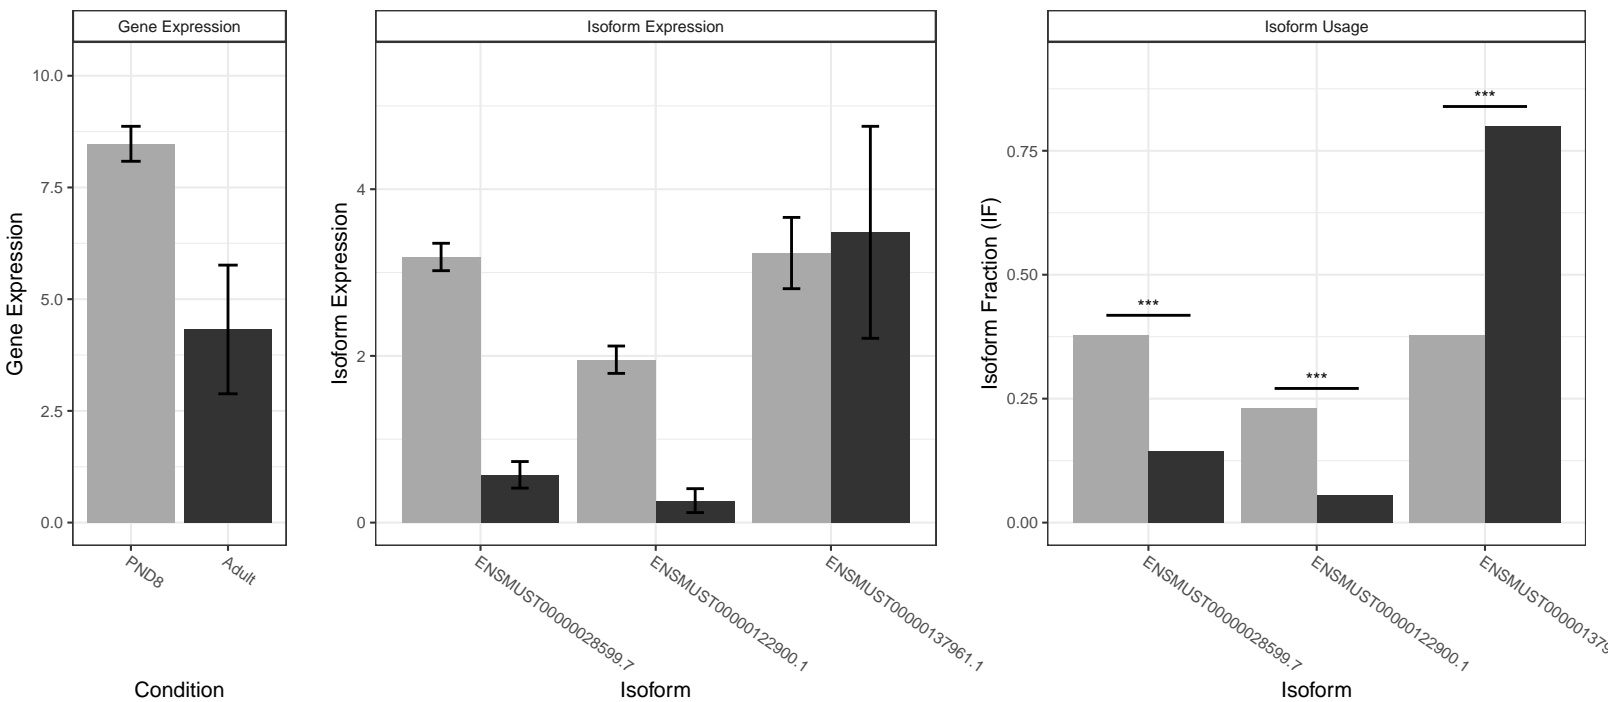 Gene Expression
Isoform Expression
Isoform Usage
Gene Expression
10.0
7.5
5.0
2.5
0.0
PND8
Adult
Condition
Isoform Expression
4
2
0
ENSMUST00000028599.7
ENSMUST00000122900.1
ENSMUST00000137961.1
Isoform
Isoform Fraction (IF)
0.75
0.50
0.25
0.00
***
***
***
ENSMUST00000028599.7
ENSMUST00000122900.1
ENSMUST000001379
Isoform